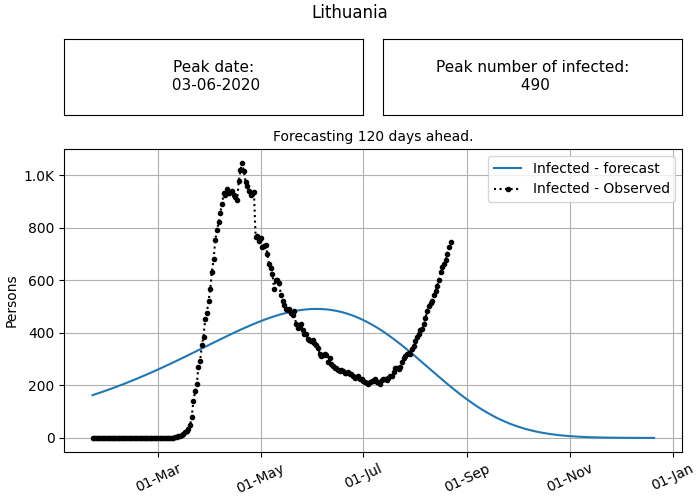 Lithuania
Peak date:
03-06-2020
Peak number of infected:
490
Forecasting 120 days ahead.
Infected - forecast
Infected - Observed
1.0K
800
600
400
200
0
Persons
01-Mar
01-May
01-Jul
01-Sep
01-Nov
01-Jan